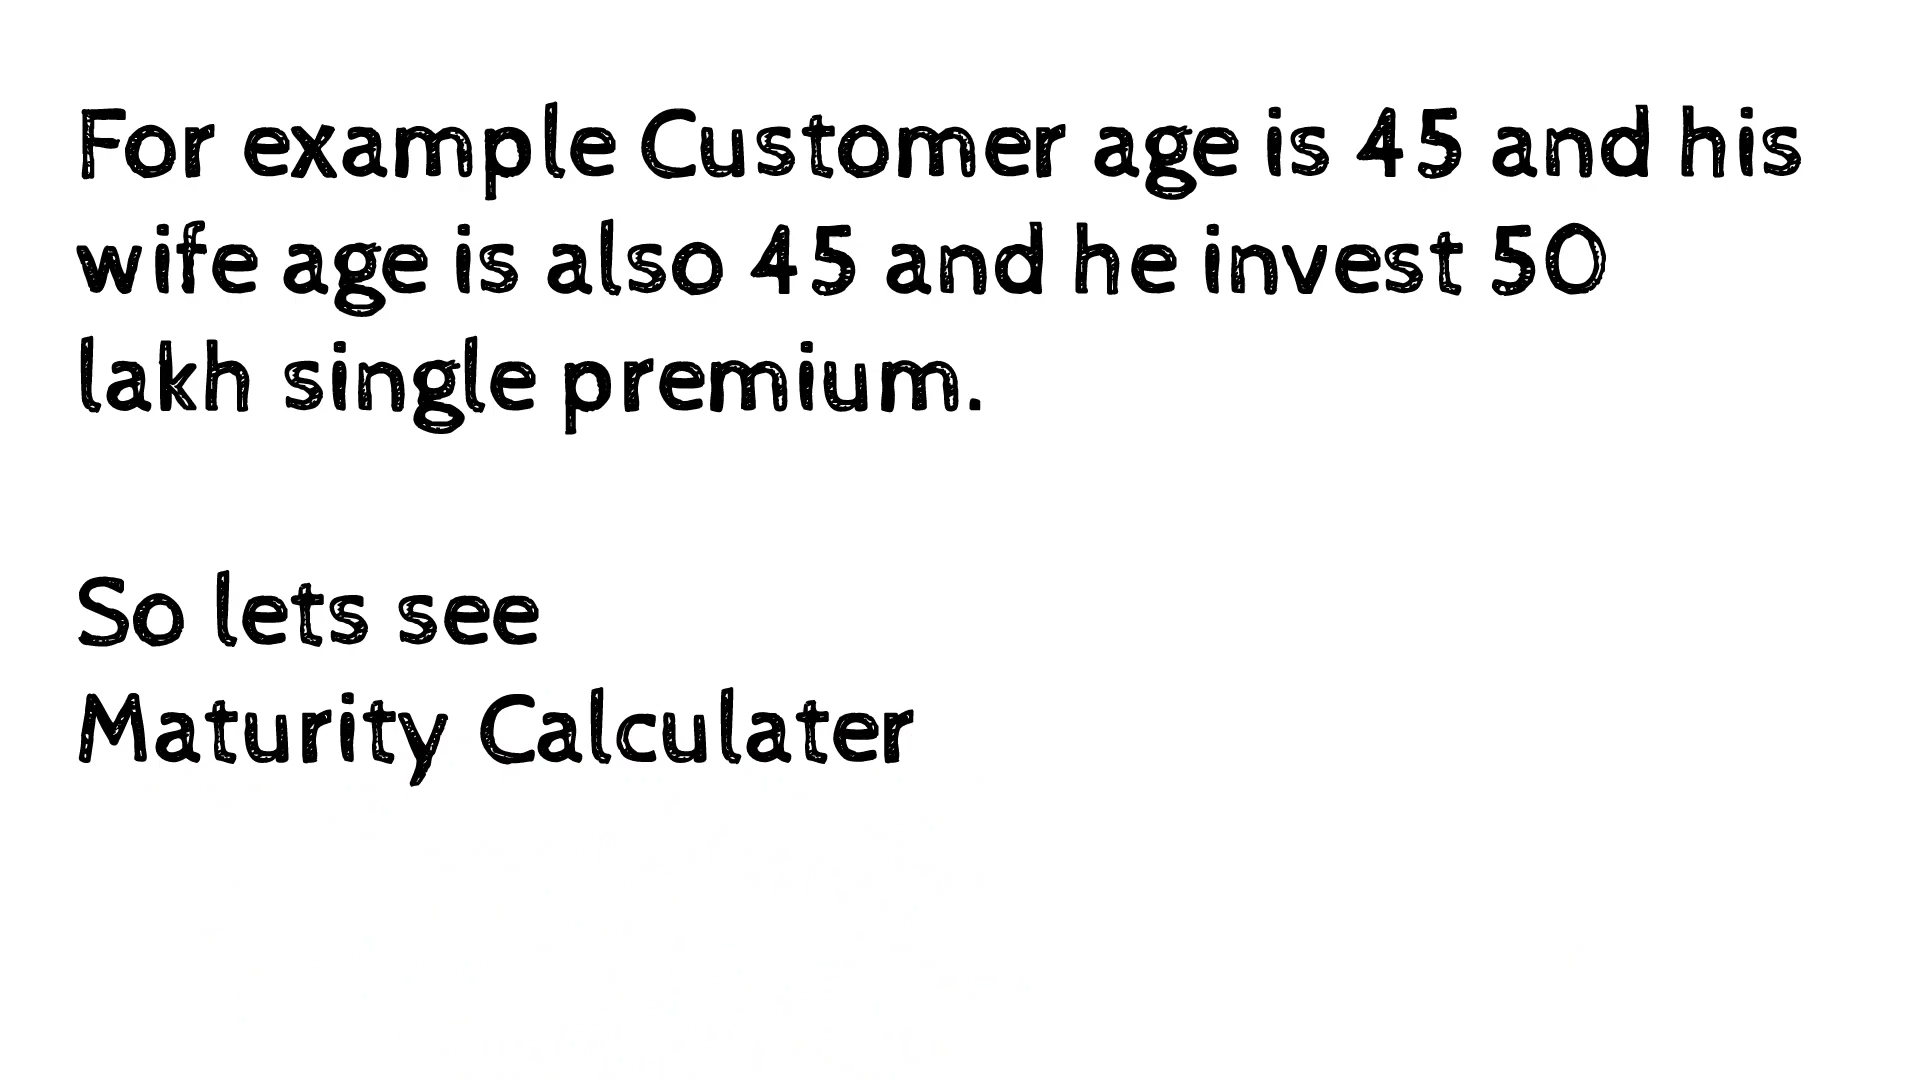 For example Customer age is 45 and his
wife age is also 45 and he invest 50
lakh single premium.
So lets see
Maturity Calculater